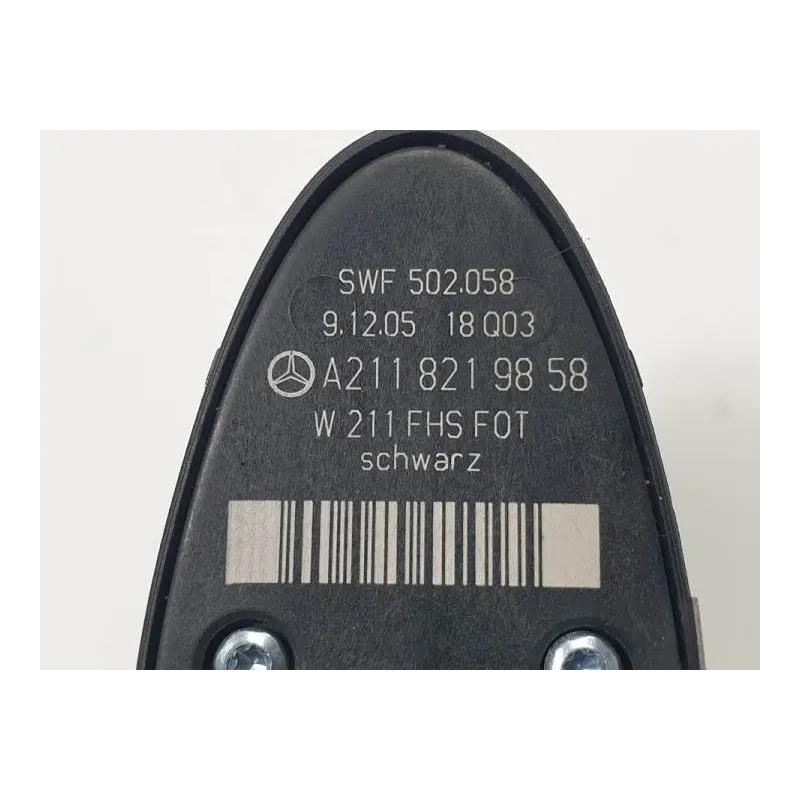 SWF 502.058
9.12.05 18 Q03
A211 821 98 58
W 211 FHS FOT
schwarz